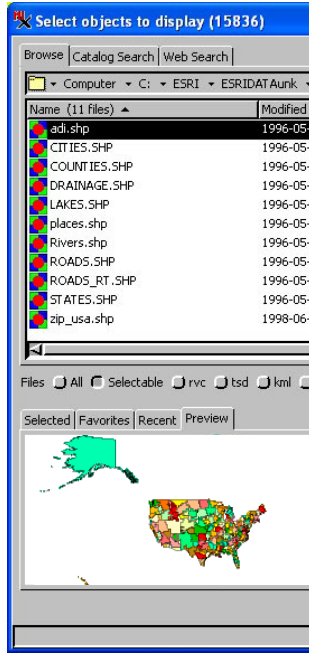 Select objects to display (15836)
Browse Catalog Search Web Search
Computer C: ESRI ESRIDATAunk
Name (11 files) Modified
adi.shp 1996-05-
CITIES.SHP 1996-05-
COUNTIES.SHP 1996-05-
DRAINAGE.SHP 1996-05-
LAKES.SHP 1996-05-
places.shp 1996-05-
Rivers.shp 1996-05-
ROADS.SHP 1996-05-
ROADS_RT.SHP 1996-05-
STATES.SHP 1996-05-
zip_usa.shp 1998-06-
Files All Selectable rvc tsd kml
Selected Favorites Recent Preview